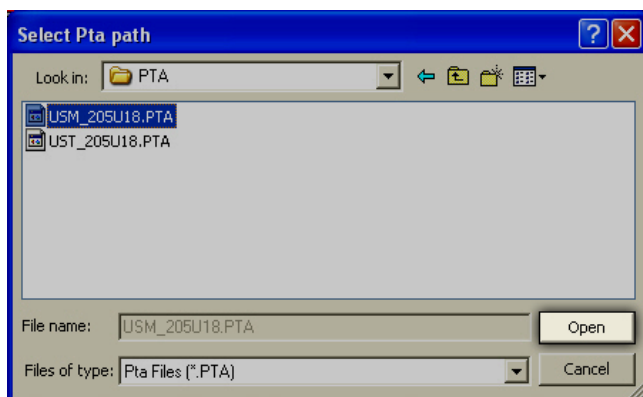 Select Pta path
Look in: PTA
USM_205U18.PTA
UST_205U18.PTA
File name: USM_205U18.PTA Open
Files of type: Pta Files (*.PTA) Cancel